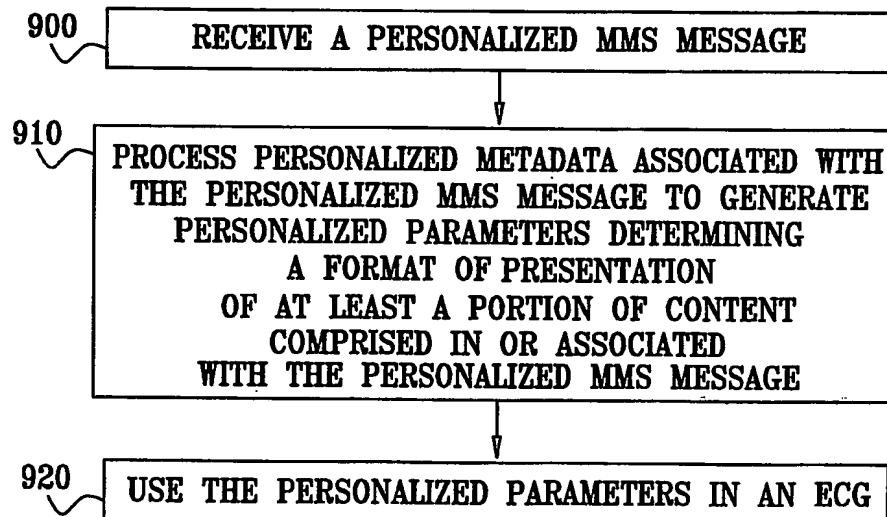 900
RECEIVE A PERSONALIZED MMS MESSAGE
910
PROCESS PERSONALIZED METADATA ASSOCIATED WITH
THE PERSONALIZED MMS MESSAGE TO GENERATE
PERSONALIZED PARAMETERS DETERMINING
A FORMAT OF PRESENTATION
OF AT LEAST A PORTION OF CONTENT
COMPRISED IN OR ASSOCIATED
WITH THE PERSONALIZED MMS MESSAGE
920
USE THE PERSONALIZED PARAMETERS IN AN ECG